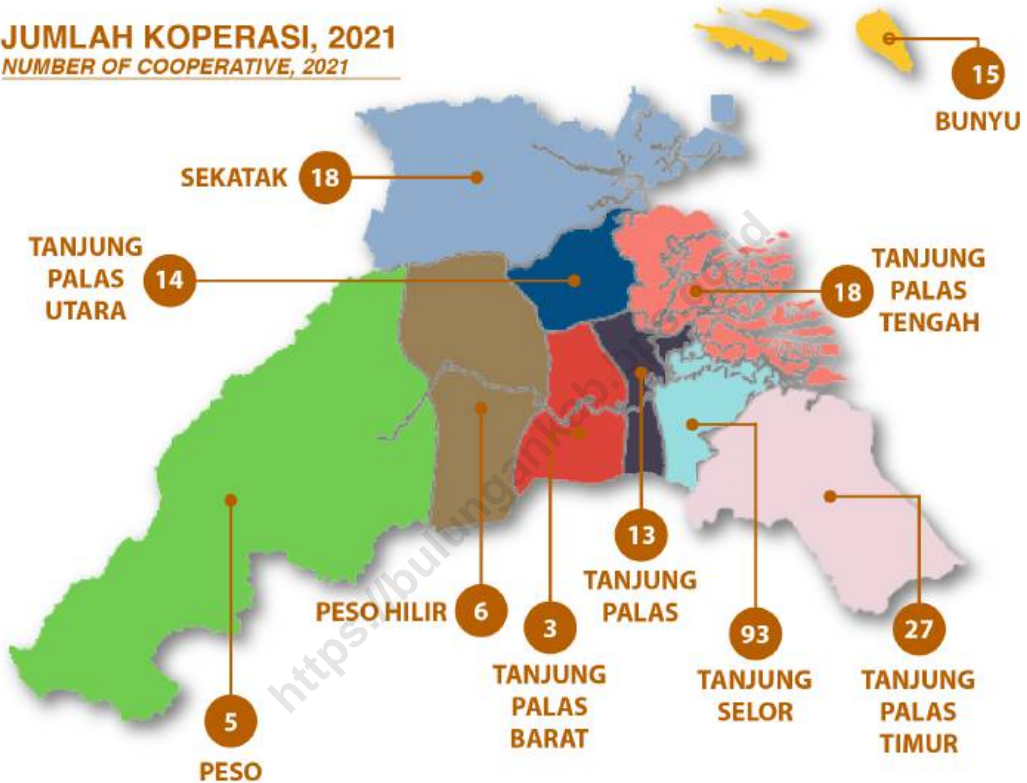 JUMLAH KOPERASI, 2021
NUMBER OF COOPERATIVE, 2021
15
BUNYU
SEKATAK 18
TANJUNG
PALAS
UTARA
14
18
TANJUNG
PALAS
TENGAH
13
TANJUNG
PALAS
PESO HILIR 6
3
TANJUNG
PALAS
BARAT
93
TANJUNG
SELOR
27
TANJUNG
PALAS
TIMUR
5
PESO